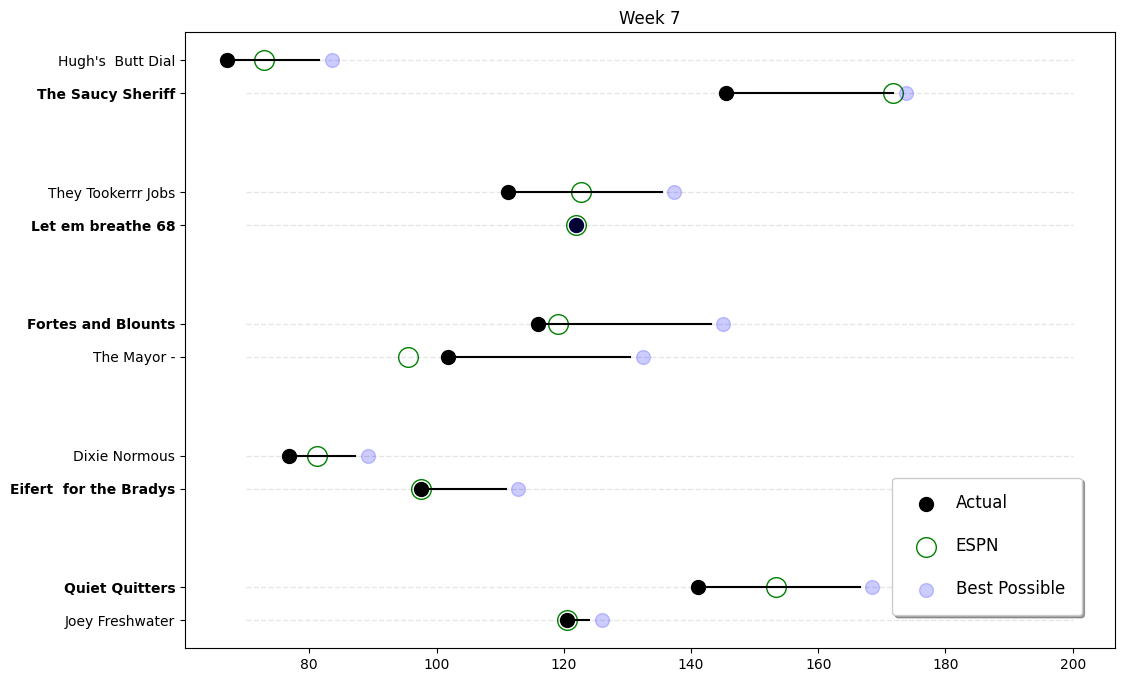 Week 7
Hugh's  Butt Dial
The Saucy Sheriff
They Tookerrr Jobs
Let em breathe 68
Fortes and Blounts
The Mayor -
Dixie Normous
Eifert  for the Bradys
Quiet Quitters
Joey Freshwater
Actual
ESPN
Best Possible
80 100 120 140 160 180 200